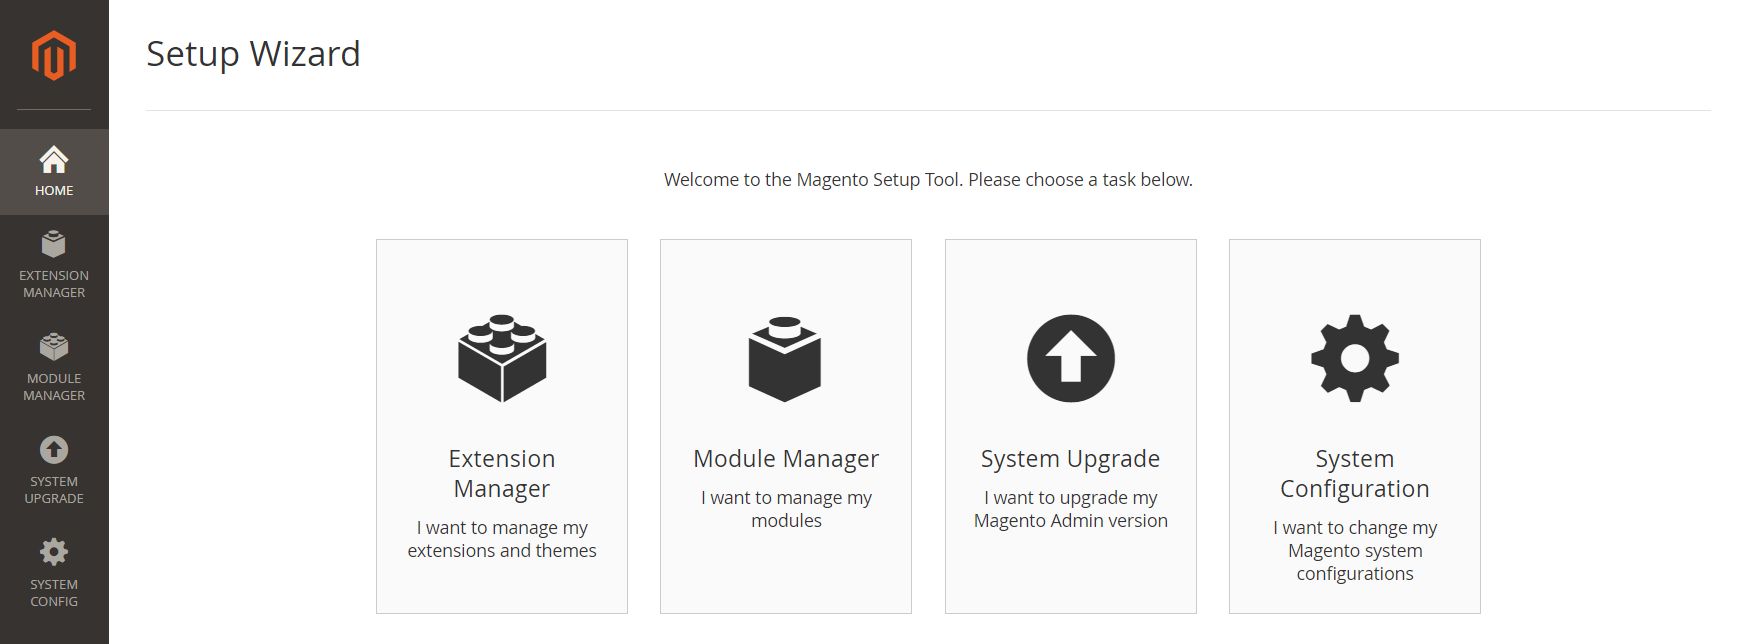 Setup Wizard
HOME
EXTENSION
MANAGER
MODULE
MANAGER
SYSTEM
UPGRADE
SYSTEM
CONFIG
Welcome to the Magento Setup Tool. Please choose a task below.
Extension
Manager
I want to manage my
extensions and themes
Module Manager
I want to manage my
modules
System Upgrade
I want to upgrade my
Magento Admin version
System
Configuration
I want to change my
Magento system
configurations